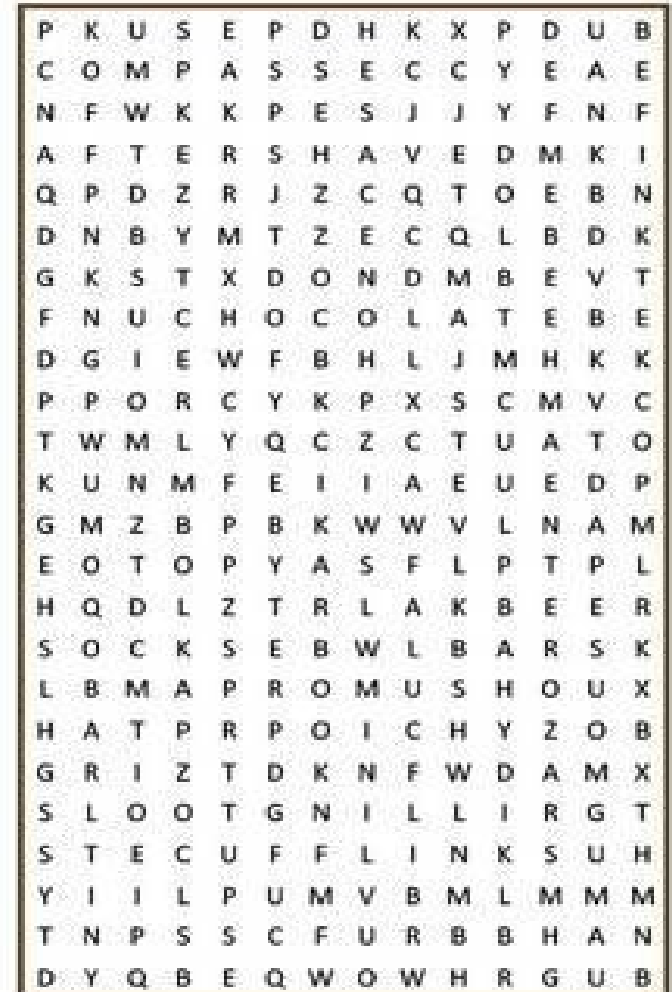 P K U S E P D H K X P D U B
C O M P A S S E C C Y E A E
N F W K K P E S J J Y F N F
A F T E R S H A V E D M K I
Q P D Z R J Z C Q T O E B N
D N B Y M T Z E C Q L B D K
G K S T X D O N D M B E V T
F N U C H O C O L A T E B E
D G I E W F B H L J M H K K
P P O R C Y K P X S C M V C
T W M L Y Q C Z C T U A T O
K U N M F E I I A E U E D P
G M Z B P B K W W V L N A M
E O T O P Y A S F L P T P L
H Q D L Z T R L A K B E E R
S O C K S E B W L B A R S K
L B M A P R O M U S H O U X
H A T P R P O I C H Y Z O B
G R I Z T D K N F W D A M X
S L O O T G N I L L I R G T
S T E C U F F L I N K S U H
Y I I L P U M V B M L M M M
T N P S S C F U R B B H A N
D Y Q B E Q W O W H R G U B